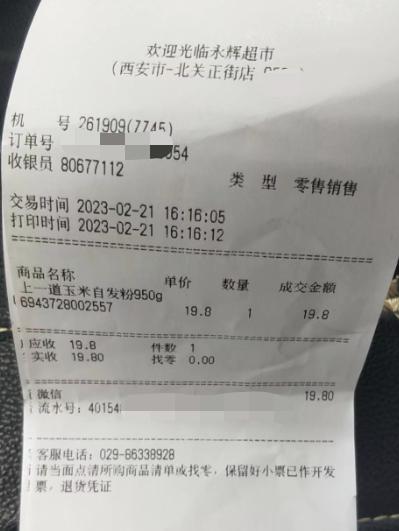 欢迎光临永辉超市
(西安市-北关正街店
机 号 261909(7745)
订单号 054
收银员 80677112
类 型 零售销售
交易时间 2023-02-21 16:16:05
打印时间 2023-02-21 16:16:12
商品名称 单价 数量 成交金额
上一道玉米自发粉950g
6943728002557 19.8 1 19.8
应收 19.8 件数 1
实收 19.80 找零 0.00
微信 19.80
流水号: 40154
客服电话: 029-86338928
请当面点清所购商品清单或找零, 保留好小票已作开发
票, 退货凭证